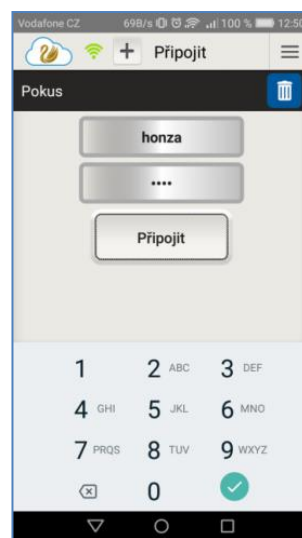 Vodafone CZ 69B/s 100 % 12:50
+ Připojit
Pokus
honza
••••
Připojit
1 2 ABC 3 DEF
4 GHI 5 JKL 6 MNO
7 PRQS 8 TUV 9 WXYZ
0